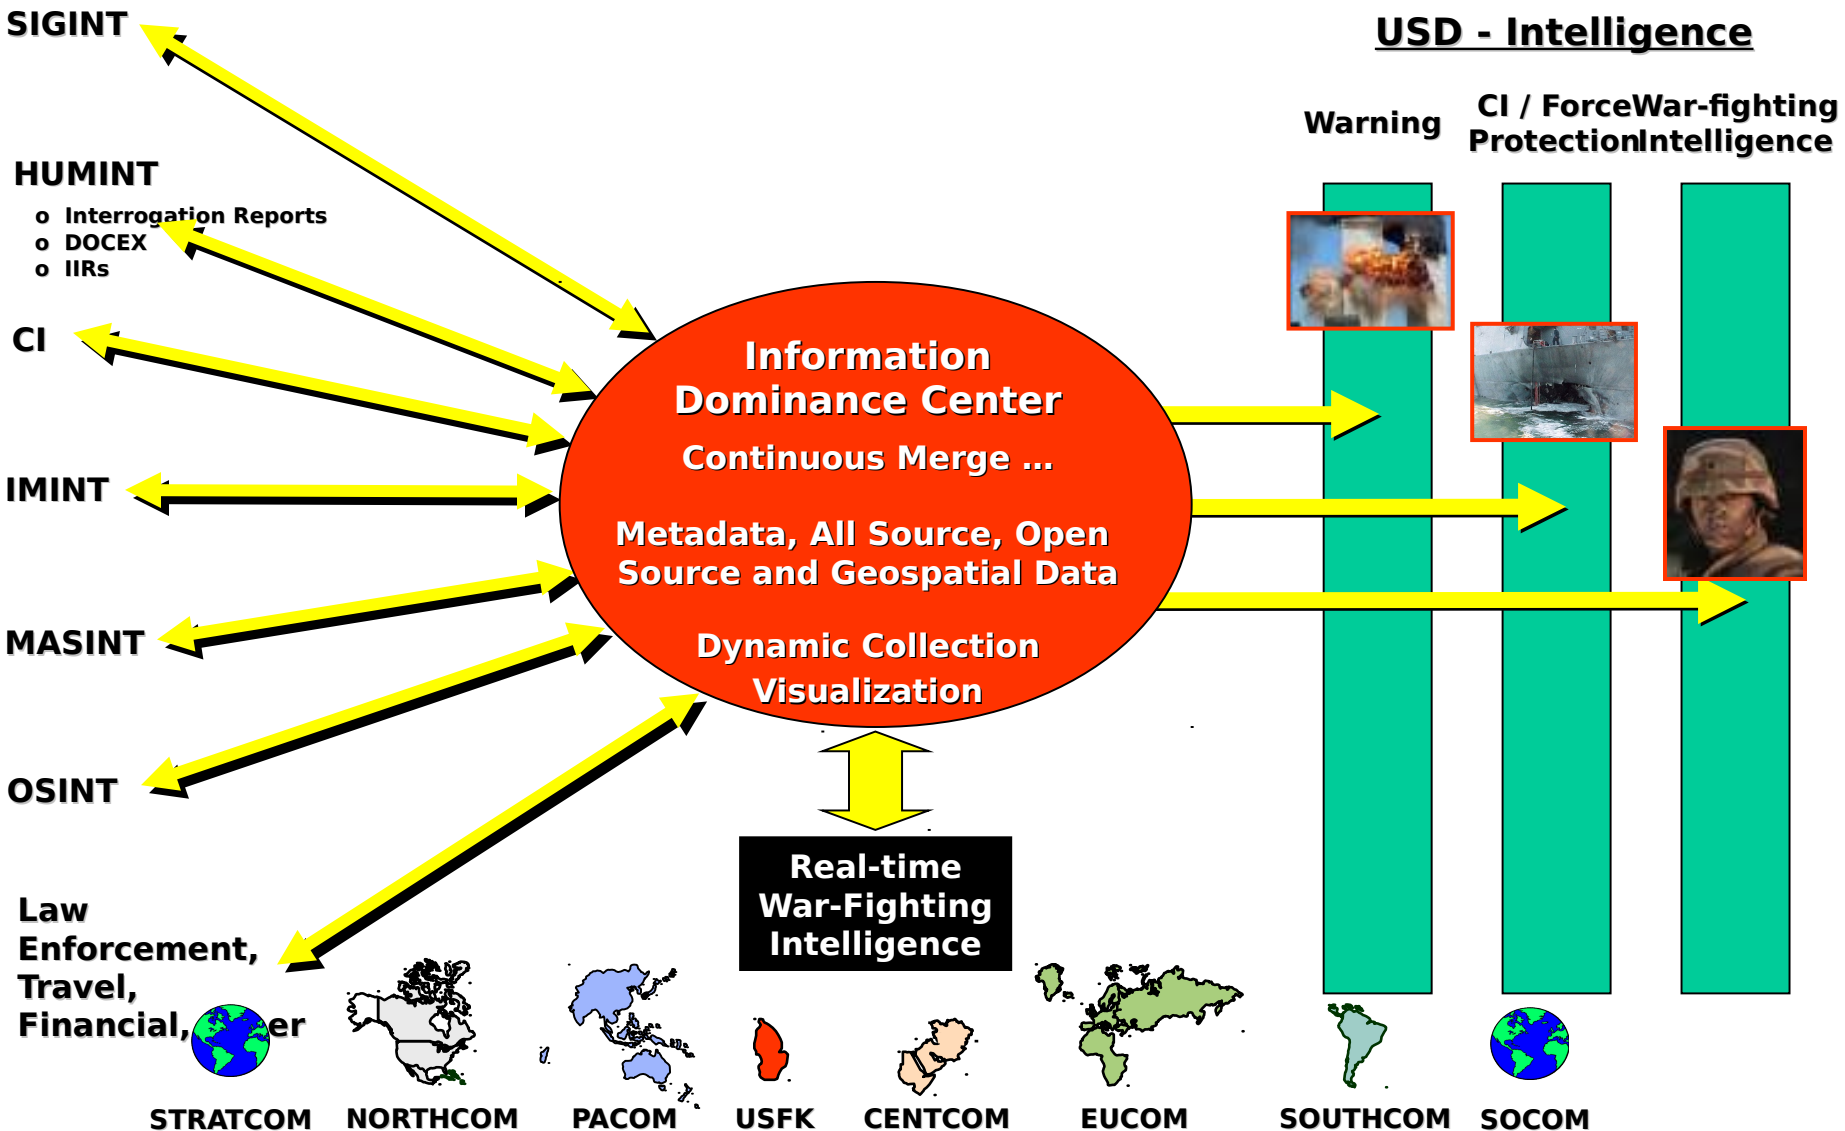 SIGINT
HUMINT
o Interrogation Reports
o DOCEX
o IIRs
CI
IMINT
MASINT
OSINT
Law
Enforcement,
Travel,
Financial, er
Information
Dominance Center
Continuous Merge ...
Metadata, All Source, Open
Source and Geospatial Data
Dynamic Collection
Visualization
Real-time
War-Fighting
Intelligence
USD - Intelligence
Warning
CI / Force
Protection
War-fighting
Intelligence
STRATCOM
NORTHCOM
PACOM
USFK
CENTCOM
EUCOM
SOUTHCOM
SOCOM